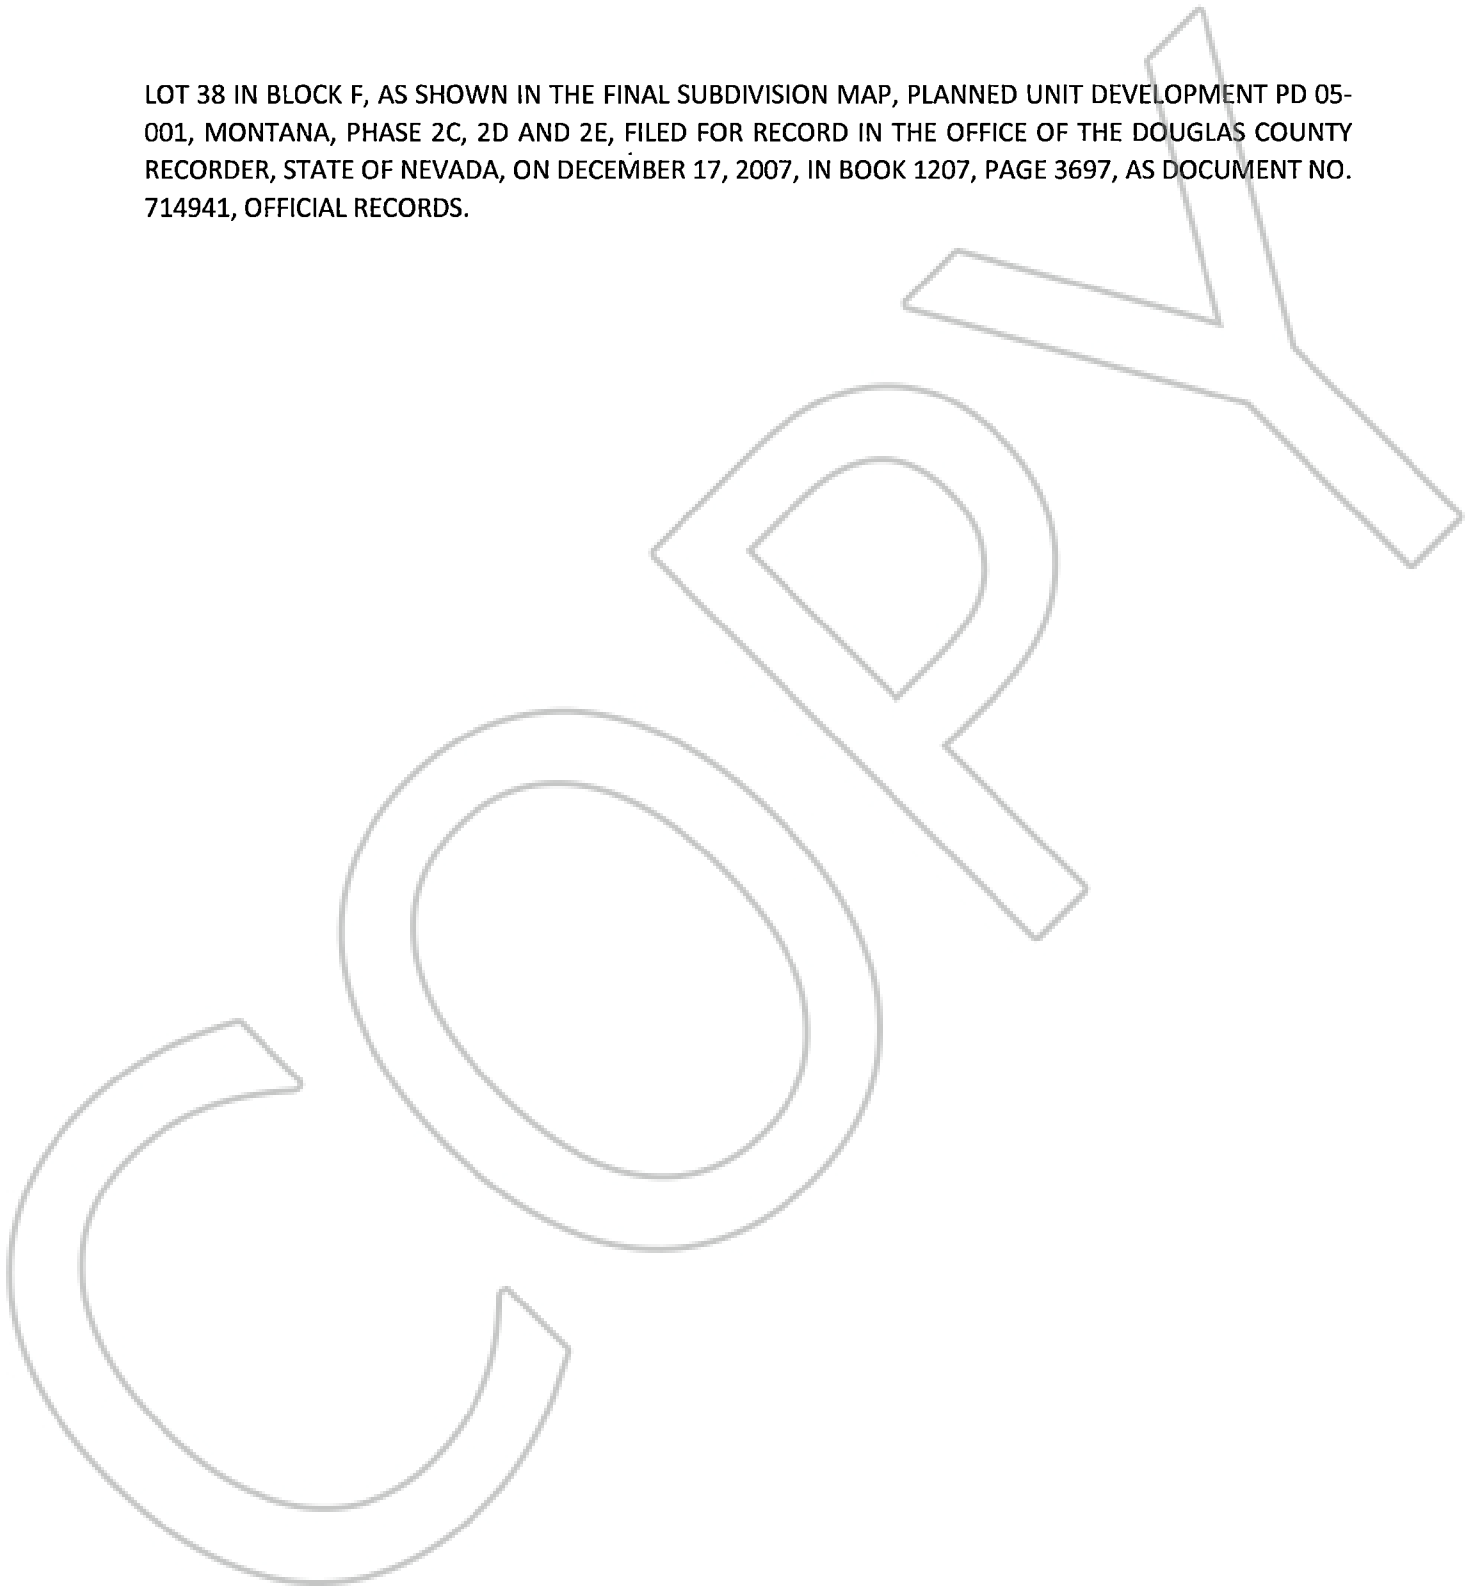 LOT 38 IN BLOCK F, AS SHOWN IN THE FINAL SUBDIVISION MAP, PLANNED UNIT DEVELOPMENT PD 05-
001, MONTANA, PHASE 2C, 2D AND 2E, FILED FOR RECORD IN THE OFFICE OF THE DOUGLAS COUNTY
RECORDER, STATE OF NEVADA, ON DECEMBER 17, 2007, IN BOOK 1207, PAGE 3697, AS DOCUMENT NO.
714941, OFFICIAL RECORDS.
COPY